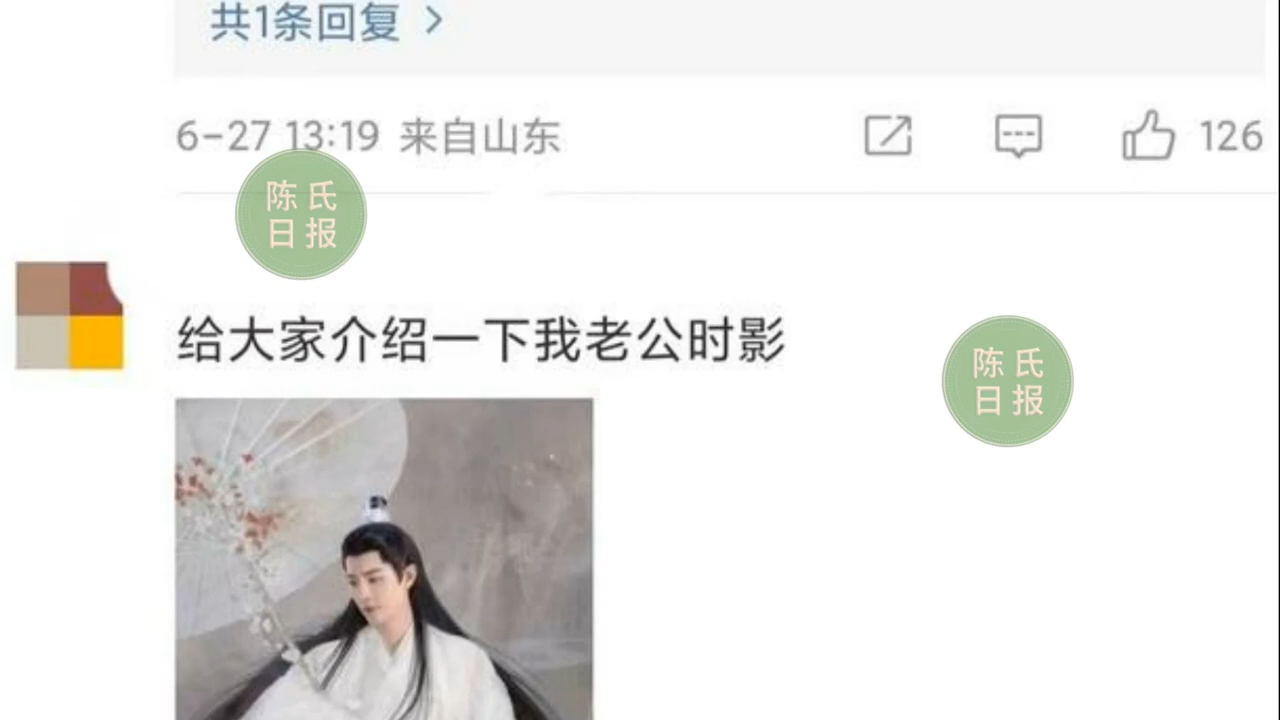 共1条回复 >
6-27 13:19 来自山东
126
陈氏
日报
给大家介绍一下我老公时影
陈氏
日报